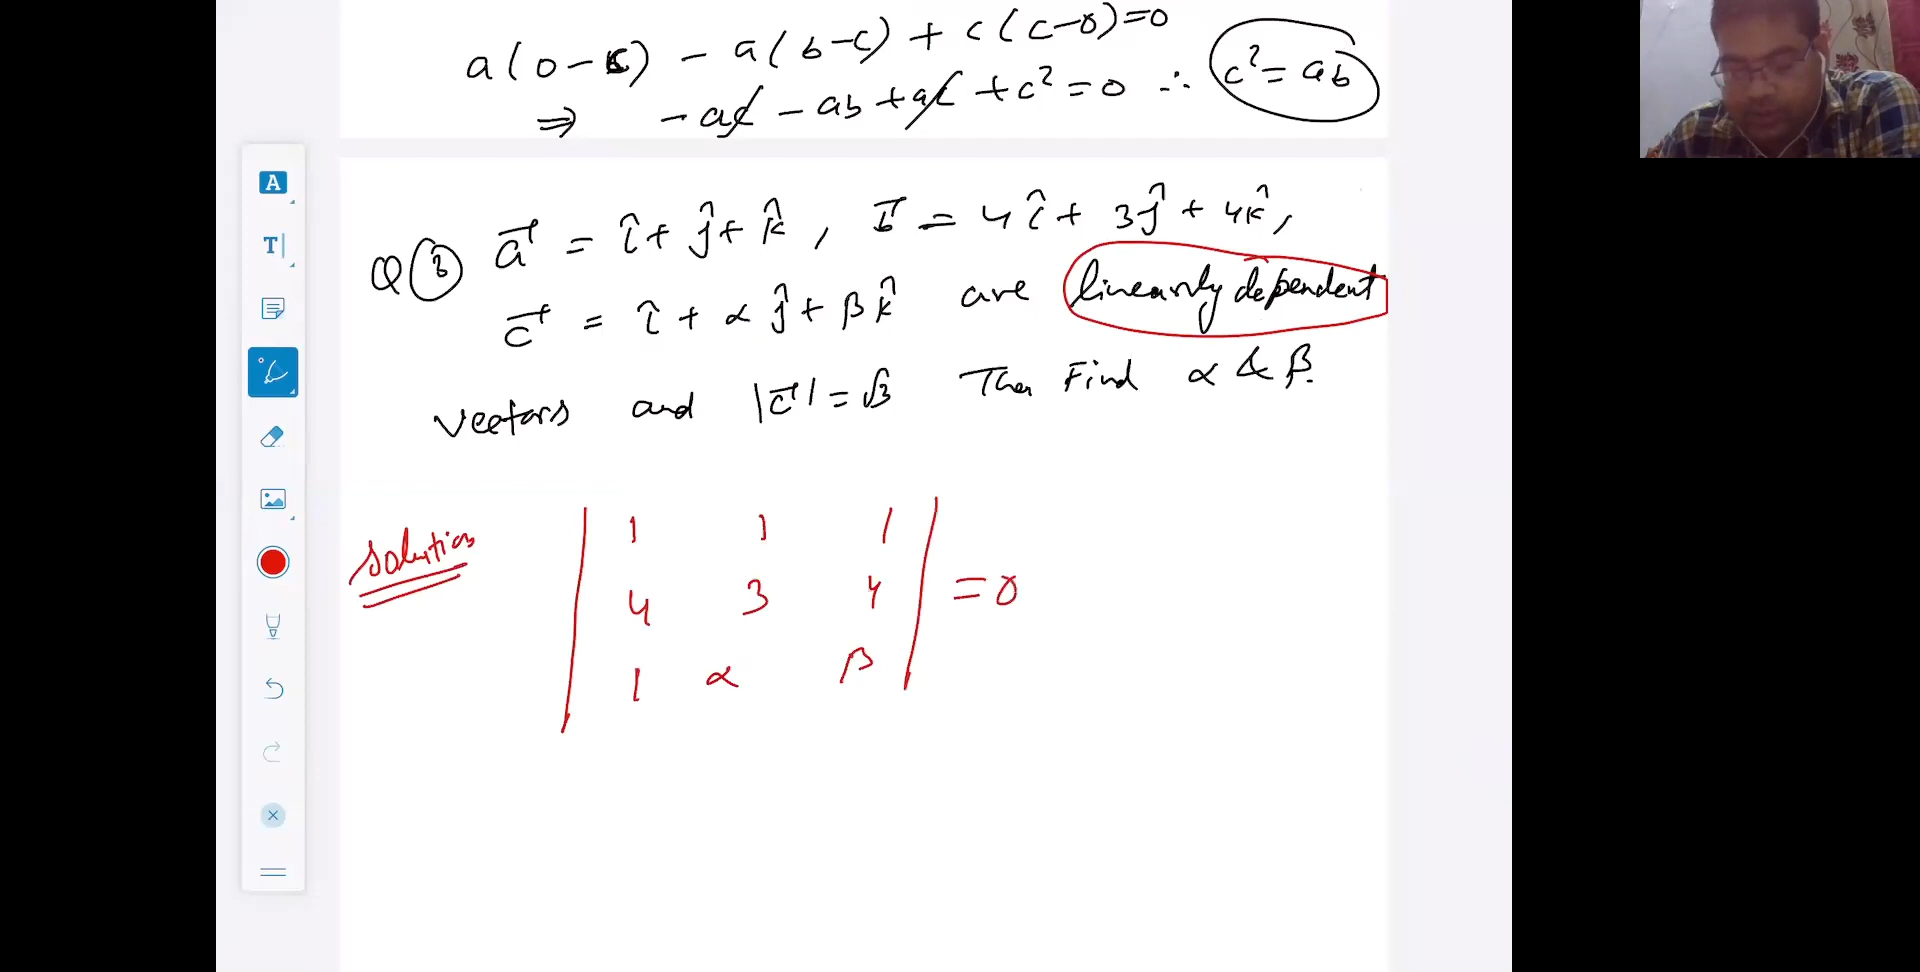 a(0-c) - a(b-c) + c(c-0)=0
⇒ -ac - ab + ac + c² = 0 ∴ c² = ab
Q③ a⃗ = î + ĵ + k̂, b⃗ = 4î + 3ĵ + 4k̂,
c⃗ = î + αĵ + βk̂ are linearly dependent
vectors and |c⃗| = √3 Then Find α & β.
Solution
1 1 1
4 3 4 = 0
1 α β
A
T